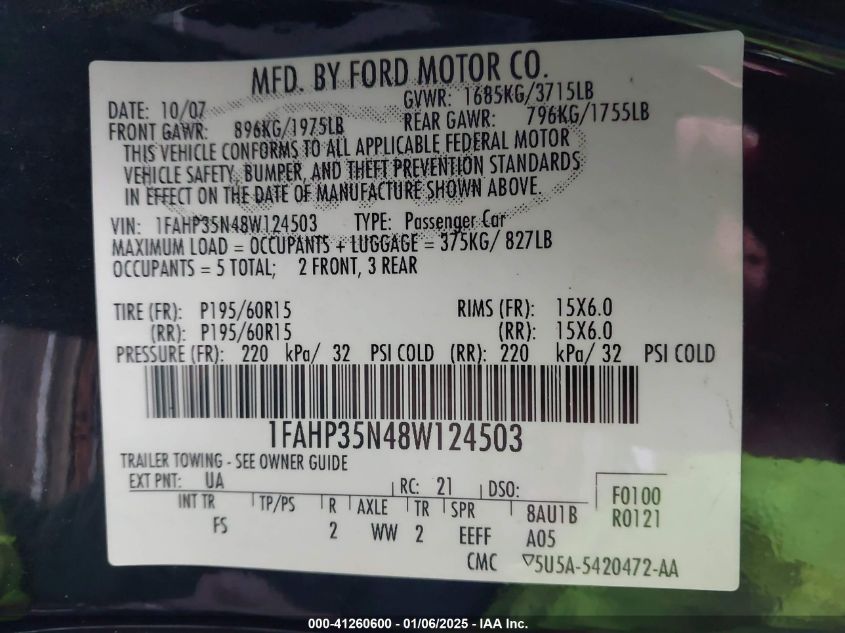 MFD. BY FORD MOTOR CO.
DATE: 10/07 GVWR: 1685KG/3715LB
FRONT GAWR: 896KG/1975LB REAR GAWR: 796KG/1755LB
THIS VEHICLE CONFORMS TO ALL APPLICABLE FEDERAL MOTOR
VEHICLE SAFETY, BUMPER, AND THEFT PREVENTION STANDARDS
IN EFFECT ON THE DATE OF MANUFACTURE SHOWN ABOVE.
VIN: 1FAHP35N48W124503 TYPE: Passenger Car
MAXIMUM LOAD = OCCUPANTS + LUGGAGE = 375KG/ 827LB
OCCUPANTS = 5 TOTAL; 2 FRONT, 3 REAR
TIRE (FR): P195/60R15 RIMS (FR): 15X6.0
(RR): P195/60R15 (RR): 15X6.0
PRESSURE (FR): 220 kPa/ 32 PSI COLD (RR): 220 kPa/ 32 PSI COLD
1FAHP35N48W124503
TRAILER TOWING - SEE OWNER GUIDE
EXT PNT: UA RC: 21 DSO: F0100
INT TR TP/PS R AXLE TR SPR 8AU1B R0121
FS 2 WW 2 EEFF A05
CMC ▽5U5A-5420472-AA
000-41260600 - 01/06/2025 - IAA Inc.